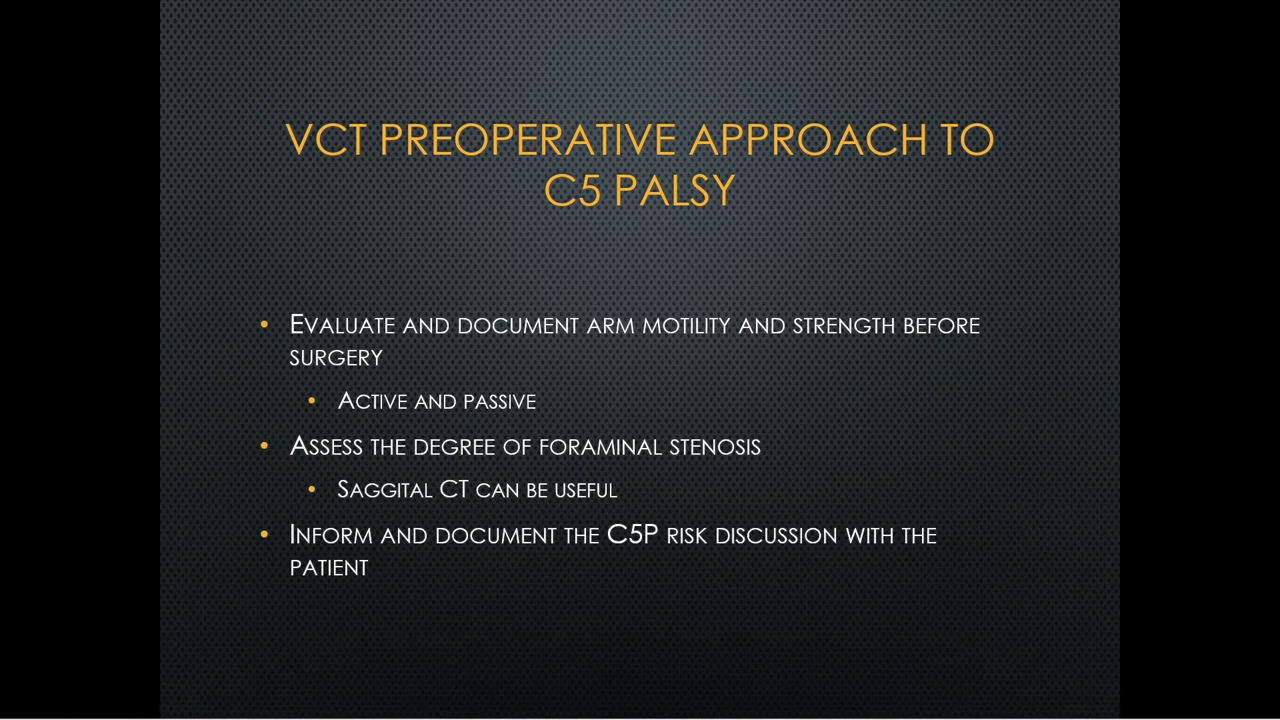 VCT PREOPERATIVE APPROACH TO
C5 PALSY
• EVALUATE AND DOCUMENT ARM MOTILITY AND STRENGTH BEFORE
SURGERY
• ACTIVE AND PASSIVE
• ASSESS THE DEGREE OF FORAMINAL STENOSIS
• SAGGITAL CT CAN BE USEFUL
• INFORM AND DOCUMENT THE C5P RISK DISCUSSION WITH THE
PATIENT